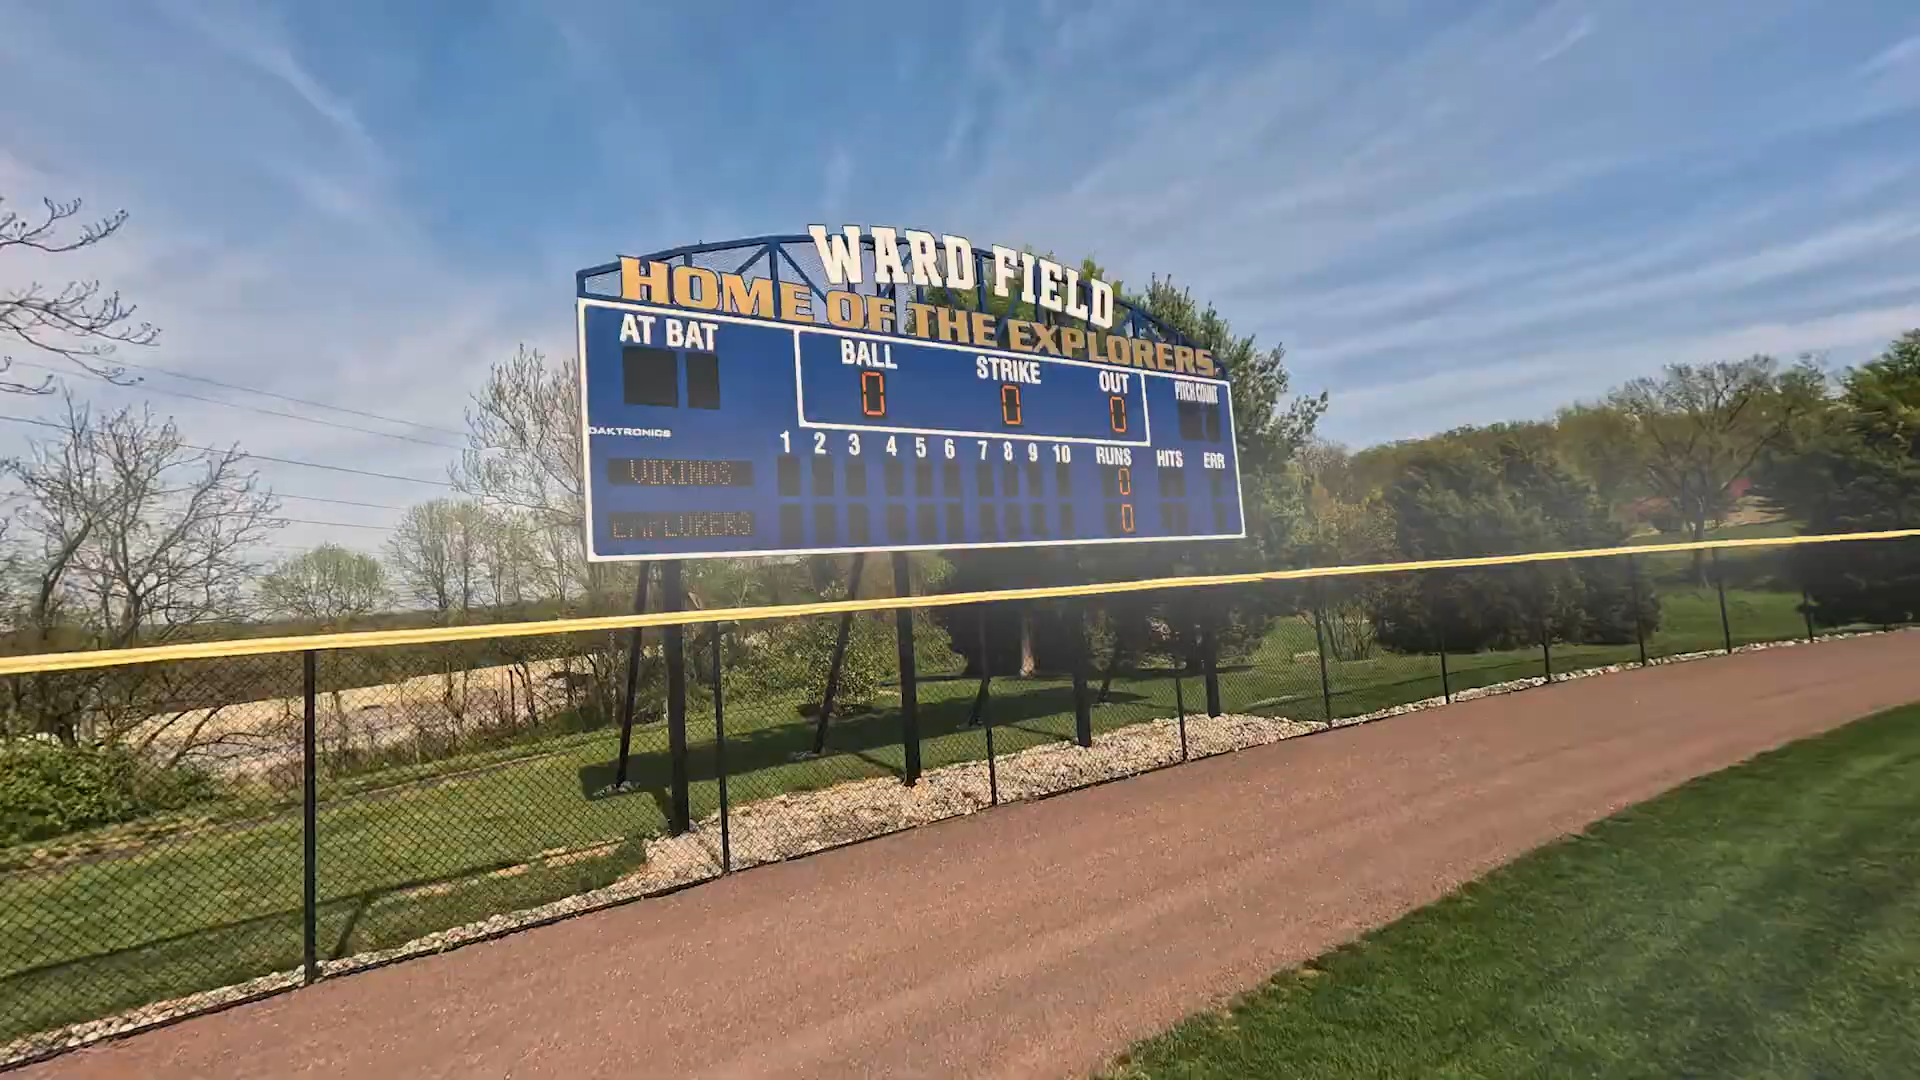 WARD FIELD
HOME OF THE EXPLORERS
AT BAT
BALL STRIKE OUT
0 0 0
PITCH COUNT
DAKTRONICS
1 2 3 4 5 6 7 8 9 10 RUNS HITS ERR
VIKINGS 0
0